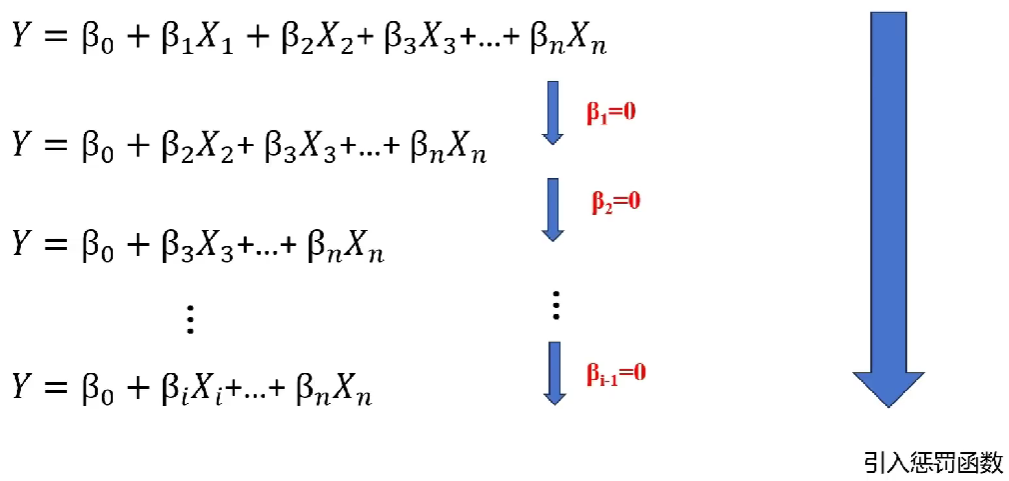 Y = β₀ + β₁X₁ + β₂X₂+ β₃X₃+...+ βₙXₙ
β₁=0
Y = β₀ + β₂X₂+ β₃X₃+...+ βₙXₙ
β₂=0
Y = β₀ + β₃X₃+...+ βₙXₙ
⋮ ⋮
Y = β₀ + βᵢXᵢ+...+ βₙXₙ
βᵢ₋₁=0
引入惩罚函数